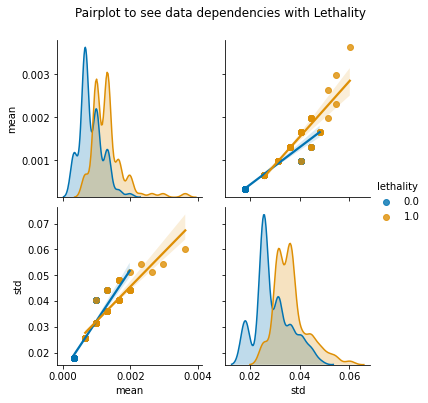 Pairplot to see data dependencies with Lethality
0.003
0.002
0.001
mean
lethality
0.0
1.0
0.07
0.06
0.05
0.04
0.03
0.02
std
0.000 0.002 0.004
mean
0.02 0.04 0.06
std